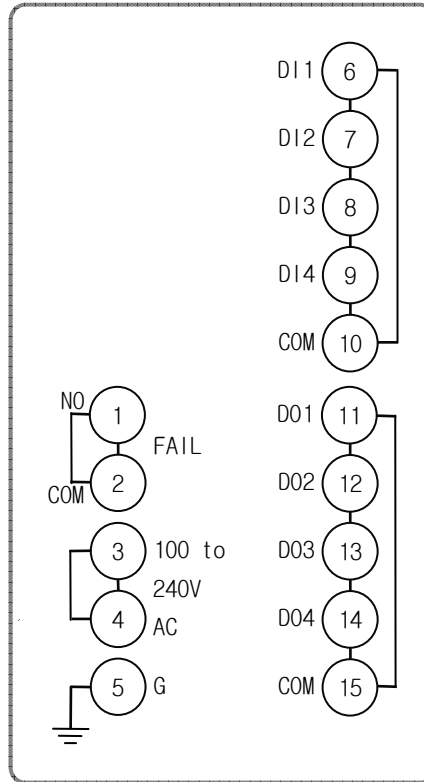 DI1 6
DI2 7
DI3 8
DI4 9
COM 10
NO 1
FAIL
COM 2
3 100 to
240V
4 AC
5 G
DO1 11
DO2 12
DO3 13
DO4 14
COM 15